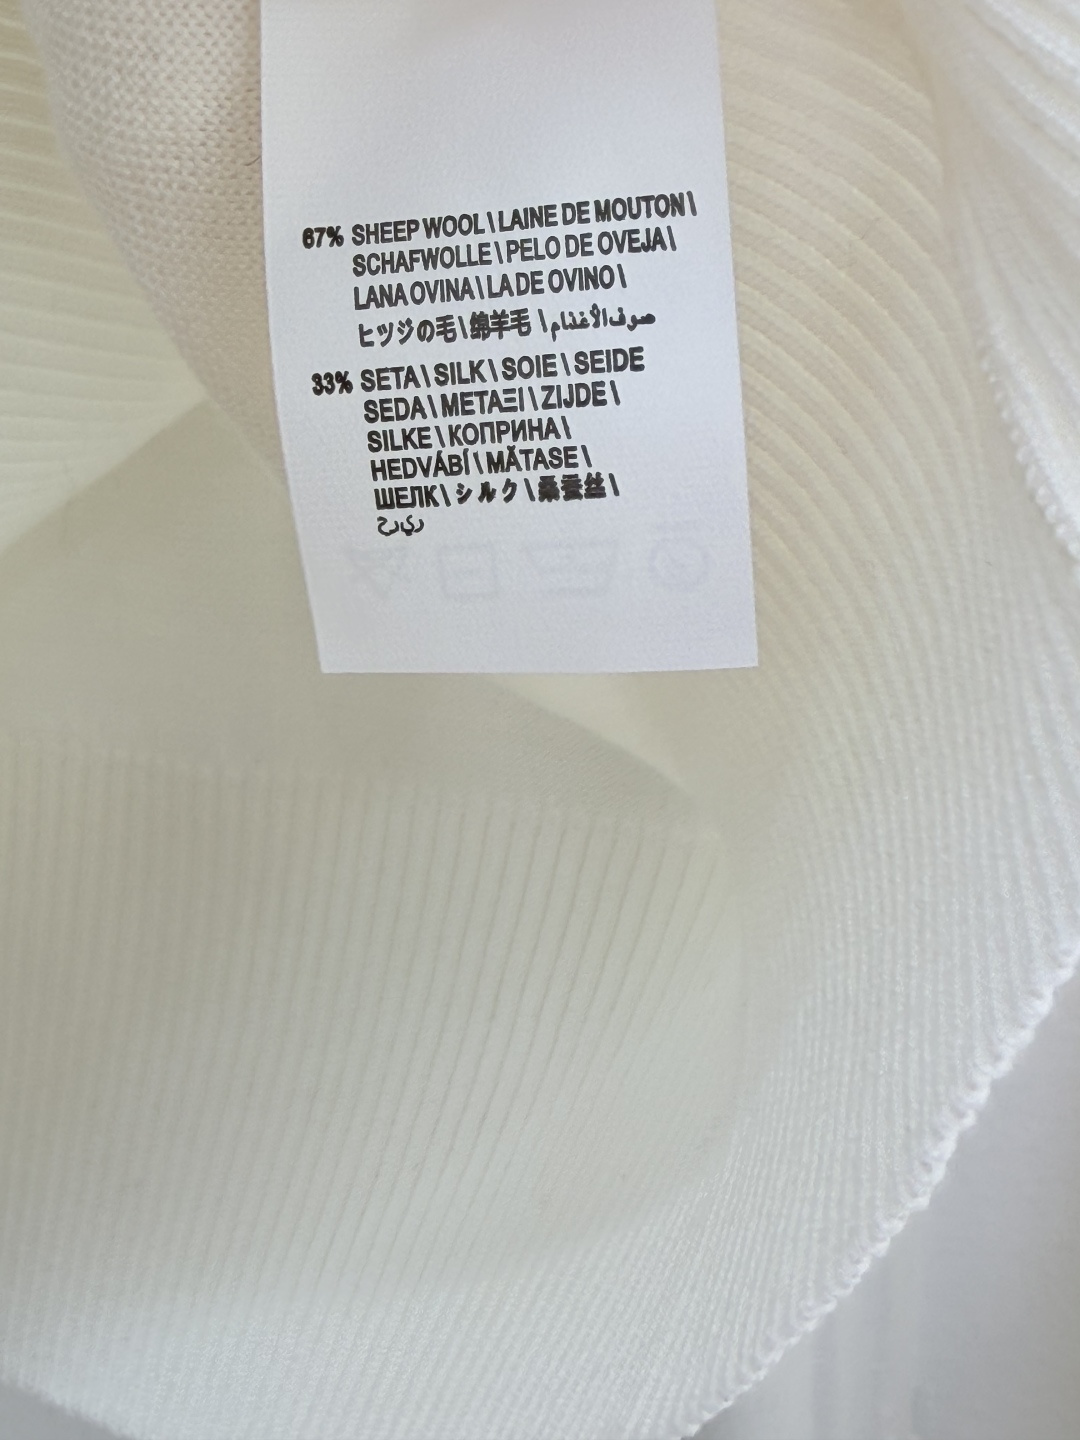 67% SHEEP WOOL \ LAINE DE MOUTON \
SCHAFWOLLE \ PELO DE OVEJA \
LANA OVINA \ LA DE OVINO \
ヒツジの毛 \ 绵羊毛 \ صوف الأغنام
33% SETA \ SILK \ SOIE \ SEIDE
SEDA \ ΜΕΤΑΞΙ \ ZIJDE \
SILKE \ КОПРИНА \
HEDVÁBÍ \ MĂTASE \
ШЕЛК \ シルク \ 桑蚕丝 \